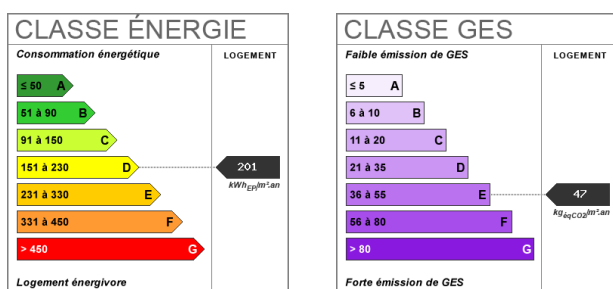 CLASSE ÉNERGIE
Consommation énergétique
LOGEMENT
≤ 50 A
51 à 90 B
91 à 150 C
151 à 230 D
201
kWhEP/m².an
231 à 330 E
331 à 450 F
> 450 G
Logement énergivore
CLASSE GES
Faible émission de GES
LOGEMENT
≤ 5 A
6 à 10 B
11 à 20 C
21 à 35 D
36 à 55 E
47
kgéqCO2/m².an
56 à 80 F
> 80 G
Forte émission de GES